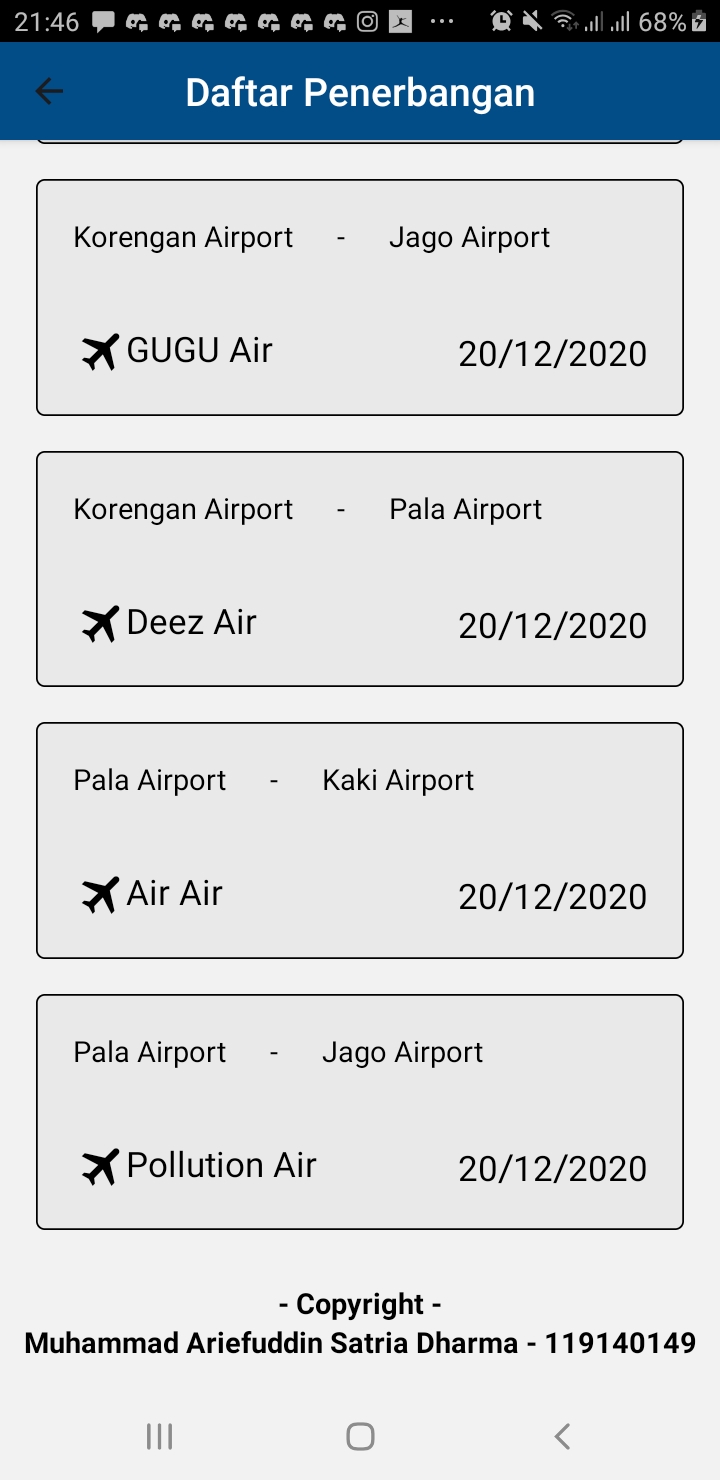 21:46 68%
Daftar Penerbangan
Korengan Airport - Jago Airport
GUGU Air 20/12/2020
Korengan Airport - Pala Airport
Deez Air 20/12/2020
Pala Airport - Kaki Airport
Air Air 20/12/2020
Pala Airport - Jago Airport
Pollution Air 20/12/2020
- Copyright -
Muhammad Ariefuddin Satria Dharma - 119140149